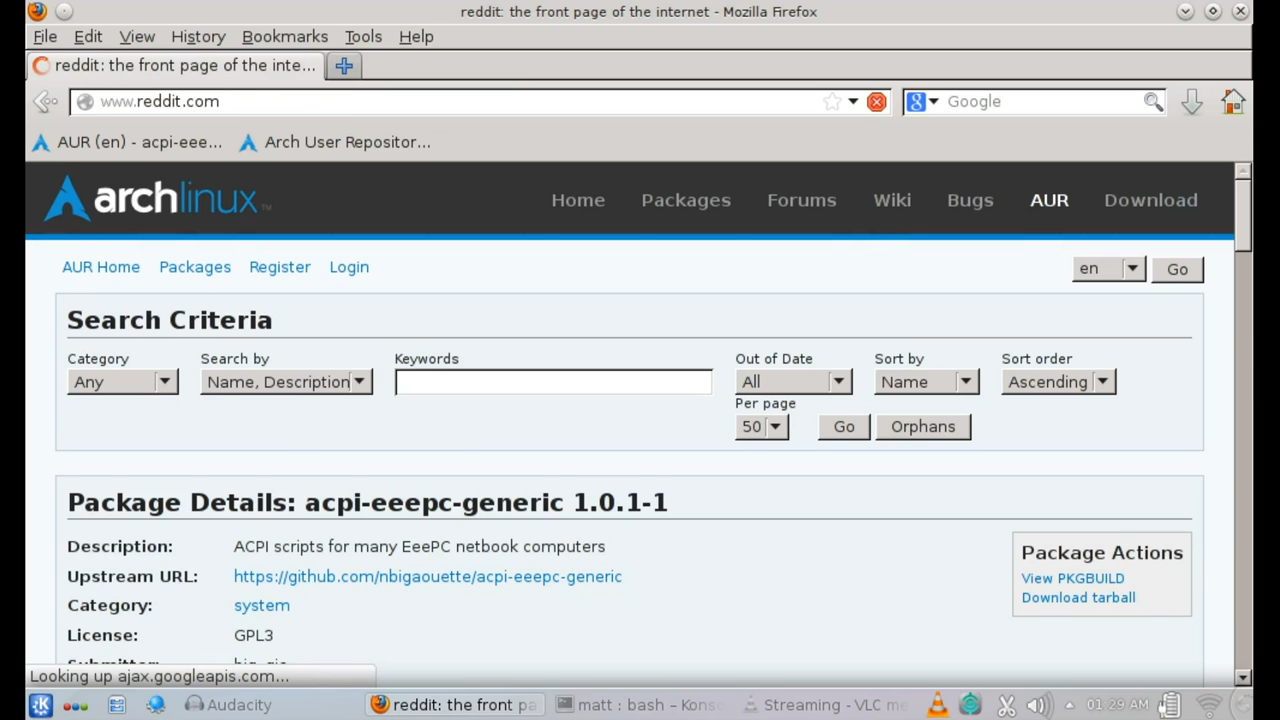 reddit: the front page of the internet - Mozilla Firefox
File Edit View History Bookmarks Tools Help
reddit: the front page of the inte...
www.reddit.com
Google
AUR (en) - acpi-eee... Arch User Repositor...
archlinux™ Home Packages Forums Wiki Bugs AUR Download
AUR Home Packages Register Login en Go
Search Criteria
Category Search by Keywords Out of Date Sort by Sort order
Any Name, Description All Name Ascending
Per page
50 Go Orphans
Package Details: acpi-eeepc-generic 1.0.1-1
Description: ACPI scripts for many EeePC netbook computers
Upstream URL: https://github.com/nbigaouette/acpi-eeepc-generic
Category: system
License: GPL3
Package Actions
View PKGBUILD
Download tarball
Looking up ajax.googleapis.com...
Audacity reddit: the front pa matt : bash – Kons Streaming - VLC me 01:29 AM